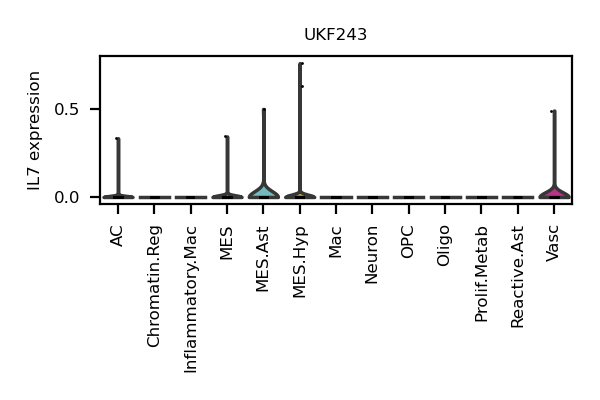 UKF243
IL7 expression
0.5
0.0
AC
Chromatin.Reg
Inflammatory.Mac
MES
MES.Ast
MES.Hyp
Mac
Neuron
OPC
Oligo
Prolif.Metab
Reactive.Ast
Vasc